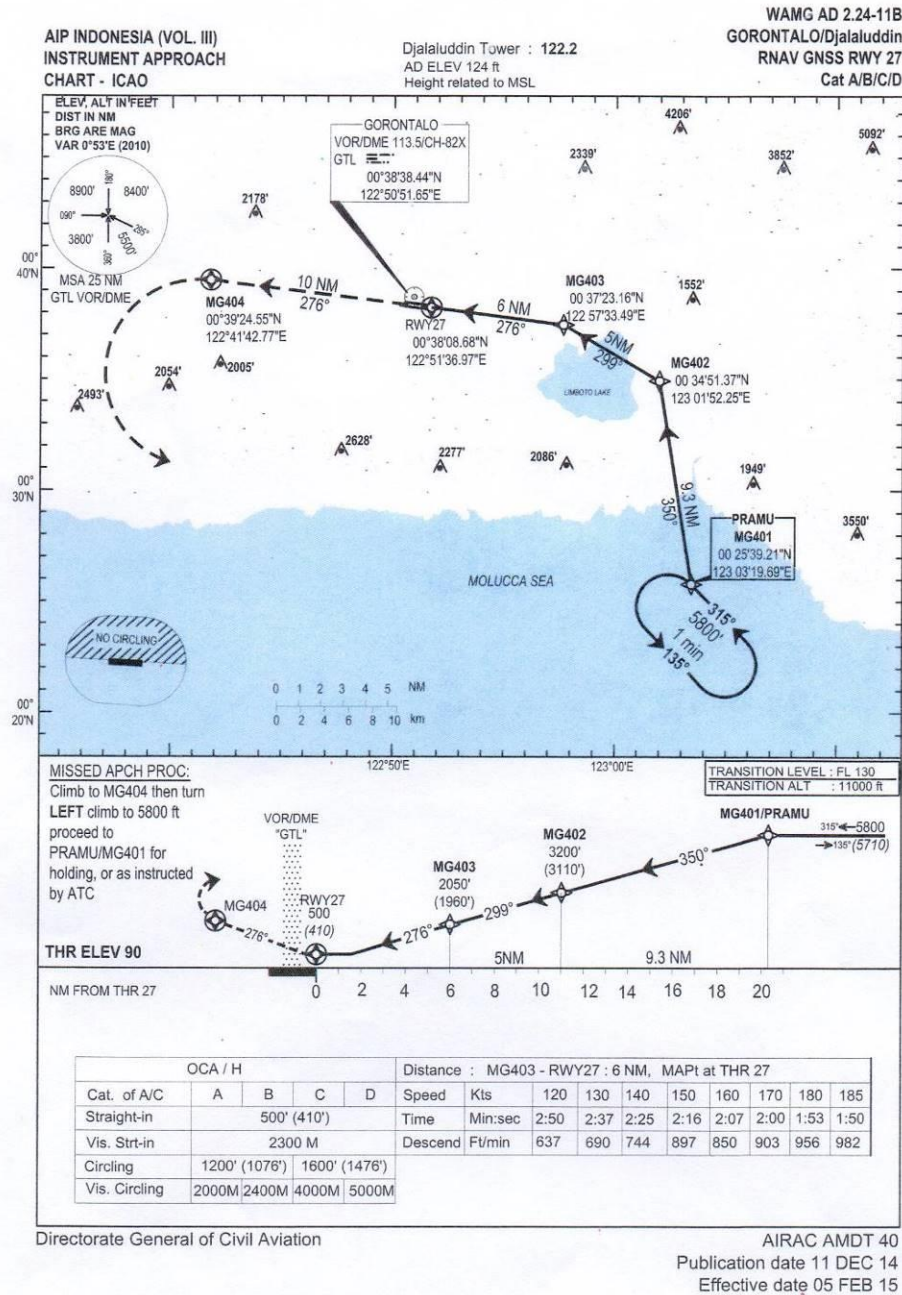 WAMG AD 2.24-11B
AIP INDONESIA (VOL. III)
INSTRUMENT APPROACH
CHART - ICAO
Djalaluddin Tower : 122.2
AD ELEV 124 ft
Height related to MSL
GORONTALO/Djalaluddin
RNAV GNSS RWY 27
Cat A/B/C/D
ELEV, ALT IN FEET
DIST IN NM
BRG ARE MAG
VAR 0°53'E (2010)
8900' 180° 8400'
090° 285°
3800' 360° 5500'
MSA 25 NM
GTL VOR/DME
GORONTALO
VOR/DME 113.5/CH-82X
GTL
00°38'38.44"N
122°50'51.65"E
4206'
5092'
2339'
3852'
2178'
1552'
00°
40'N
10 NM
276°
MG404
00°39'24.55"N
122°41'42.77"E
RWY27
00°38'08.68"N
122°51'36.97"E
6 NM
276°
MG403
00 37'23.16"N
122 57'33.49"E
5NM
299°
MG402
00 34'51.37"N
123 01'52.25"E
LIMBOTO LAKE
2054'
2005'
2493'
2628'
2277'
2086'
1949'
3550'
00°
30'N
9.3 NM
350°
PRAMU
MG401
00 25'39.21"N
123 03'19.69"E
MOLUCCA SEA
315°
5800'
1 min
135°
NO CIRCLING
0 1 2 3 4 5 NM
0 2 4 6 8 10 km
00°
20'N
122°50'E
123°00'E
MISSED APCH PROC:
Climb to MG404 then turn
LEFT climb to 5800 ft
proceed to
PRAMU/MG401 for
holding, or as instructed
by ATC
TRANSITION LEVEL : FL 130
TRANSITION ALT : 11000 ft
VOR/DME
"GTL"
MG404
276°
RWY27
500
(410)
276°
MG403
2050'
(1960')
299°
MG402
3200'
(3110')
350°
MG401/PRAMU
315° 5800
135° (5710)
THR ELEV 90
5NM
9.3 NM
NM FROM THR 27
0 2 4 6 8 10 12 14 16 18 20
OCA / H
Distance : MG403 - RWY27 : 6 NM, MAPt at THR 27
Cat. of A/C A B C D Speed Kts 120 130 140 150 160 170 180 185
Straight-in 500' (410') Time Min:sec 2:50 2:37 2:25 2:16 2:07 2:00 1:53 1:50
Vis. Strt-in 2300 M Descend Ft/min 637 690 744 897 850 903 956 982
Circling 1200' (1076') 1600' (1476')
Vis. Circling 2000M 2400M 4000M 5000M
Directorate General of Civil Aviation
AIRAC AMDT 40
Publication date 11 DEC 14
Effective date 05 FEB 15